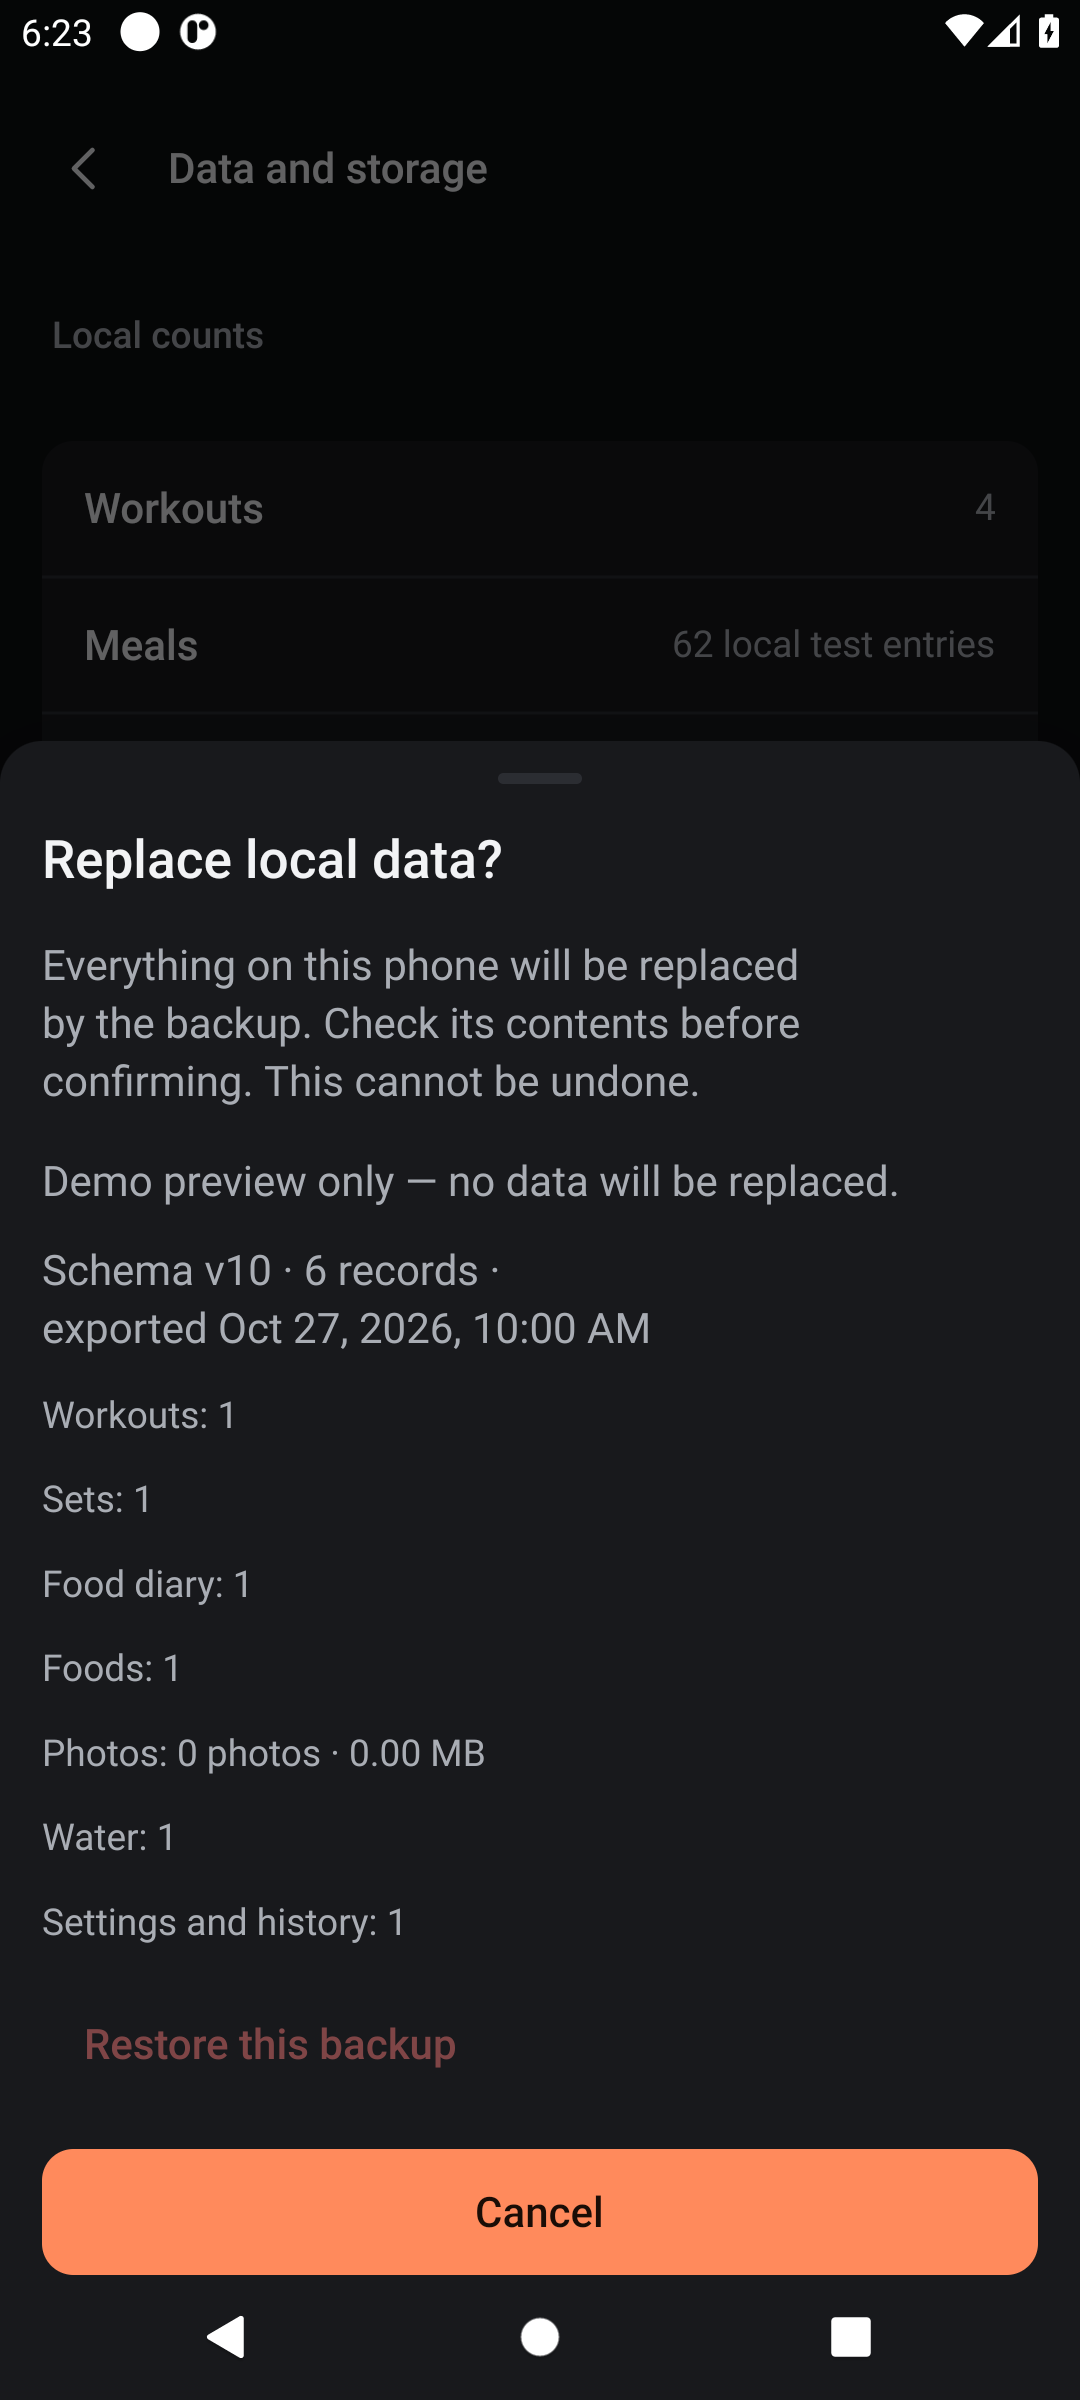 6:23
Data and storage
Local counts
Workouts 4
Meals 62 local test entries
Replace local data?
Everything on this phone will be replaced
by the backup. Check its contents before
confirming. This cannot be undone.
Demo preview only — no data will be replaced.
Schema v10 · 6 records ·
exported Oct 27, 2026, 10:00 AM
Workouts: 1
Sets: 1
Food diary: 1
Foods: 1
Photos: 0 photos · 0.00 MB
Water: 1
Settings and history: 1
Restore this backup
Cancel